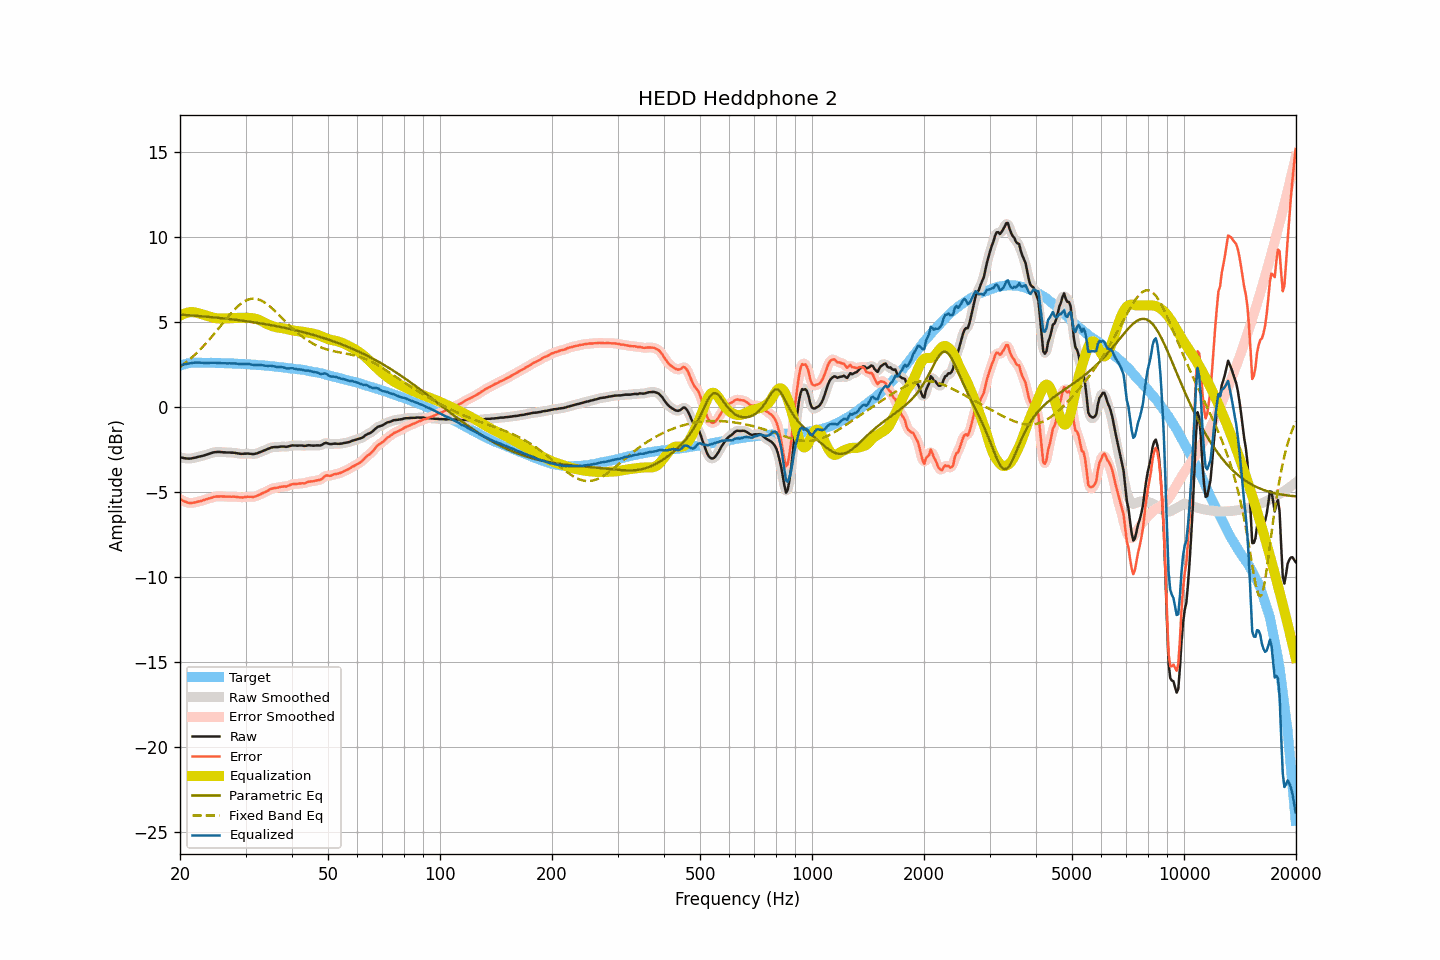 HEDD Heddphone 2
Amplitude (dBr)
15
10
5
0
−5
−10
−15
−20
−25
Target
Raw Smoothed
Error Smoothed
Raw
Error
Equalization
Parametric Eq
Fixed Band Eq
Equalized
20 50 100 200 500 1000 2000 5000 10000 20000
Frequency (Hz)